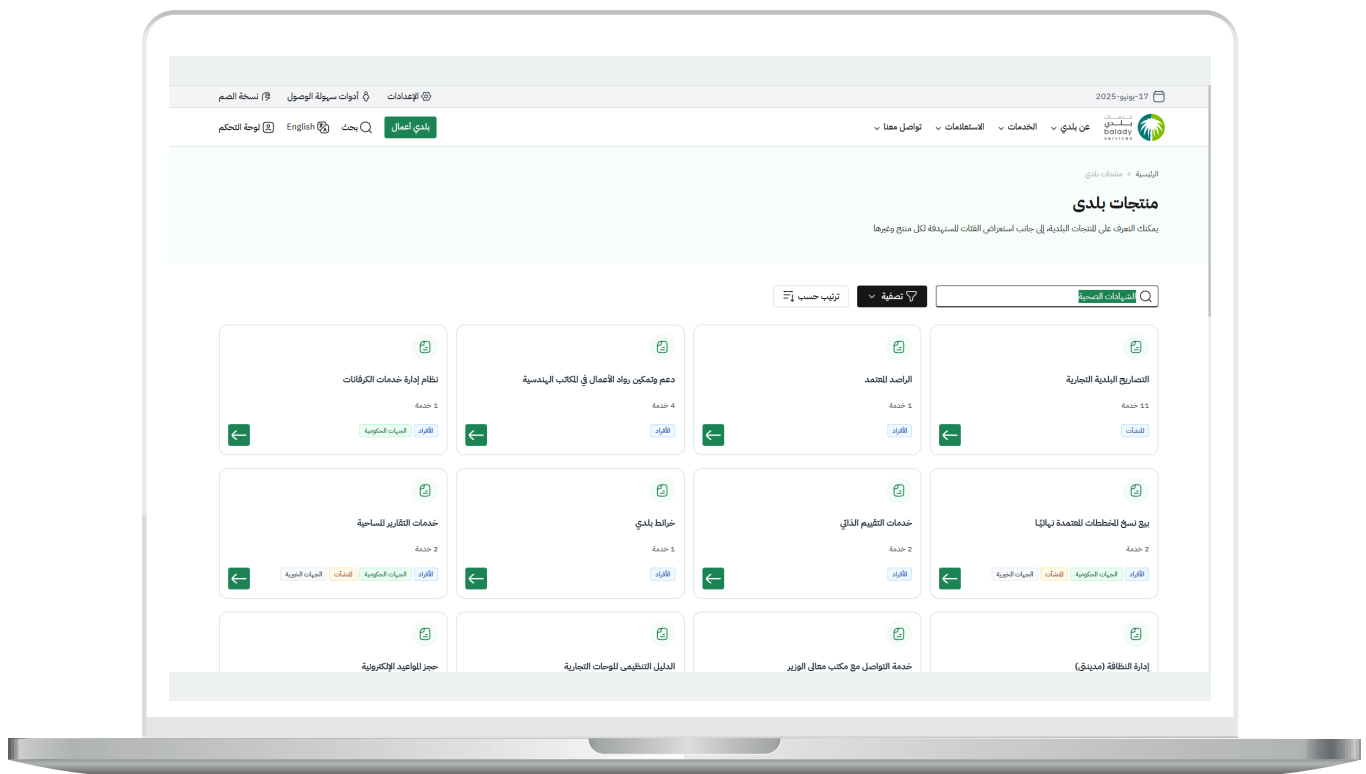 17-يونيو-2025
الإعدادات
أدوات سهولة الوصول
نسخة الصم
خدمات
بلدي
balady
services
عن بلدي
الخدمات
الاستعلامات
تواصل معنا
بلدي أعمال
بحث
English
لوحة التحكم
الرئيسية > منتجات بلدي
منتجات بلدي
يمكنك التعرف على المنتجات البلدية، إلى جانب استعراض الفئات المستهدفة لكل منتج وغيرها
الشهادات الصحية
تصفية
ترتيب حسب
التصاريح البلدية التجارية
11 خدمة
المنشآت
الراصد المعتمد
1 خدمة
الأفراد
دعم وتمكين رواد الأعمال في المكاتب الهندسية
4 خدمة
الأفراد
نظام إدارة خدمات الكرفانات
1 خدمة
الأفراد الجهات الحكومية
بيع نسخ المخططات المعتمدة نهائيًا
2 خدمة
الأفراد الجهات الحكومية المنشآت الجهات الخيرية
خدمات التقييم الذاتي
2 خدمة
الأفراد
خرائط بلدي
1 خدمة
الأفراد
خدمات التقارير المساحية
2 خدمة
الأفراد الجهات الحكومية المنشآت الجهات الخيرية
إدارة النظافة (مدينتي)
خدمة التواصل مع مكتب معالي الوزير
الدليل التنظيمي للوحات التجارية
حجز المواعيد الإلكترونية